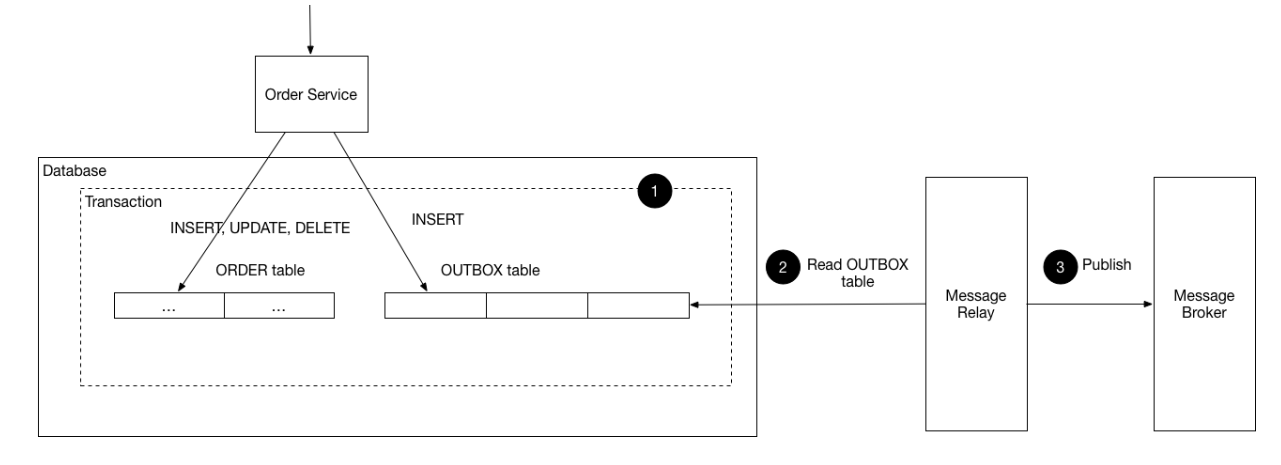 Order Service
Database
Transaction
1
INSERT, UPDATE, DELETE
INSERT
ORDER table
OUTBOX table
...
...
2
Read OUTBOX
table
Message
Relay
3
Publish
Message
Broker